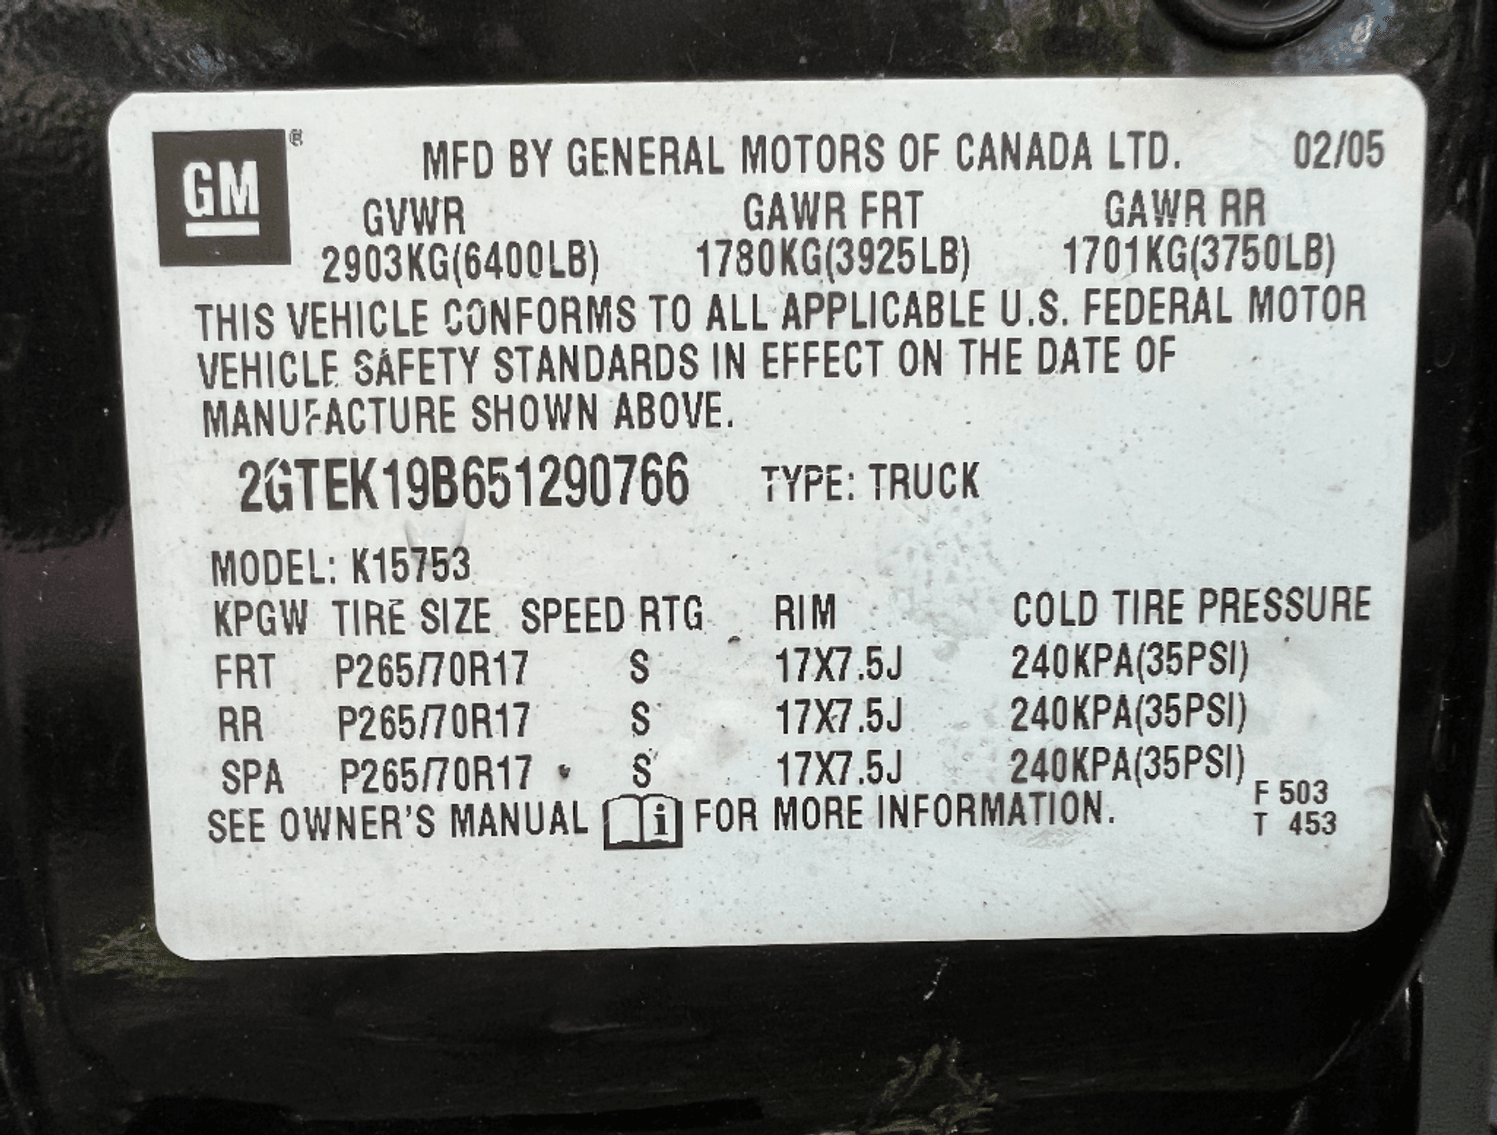 GM ®
MFD BY GENERAL MOTORS OF CANADA LTD. 02/05
GVWR GAWR FRT GAWR RR
2903KG(6400LB) 1780KG(3925LB) 1701KG(3750LB)
THIS VEHICLE CONFORMS TO ALL APPLICABLE U.S. FEDERAL MOTOR
VEHICLE SAFETY STANDARDS IN EFFECT ON THE DATE OF
MANUFACTURE SHOWN ABOVE.
2GTEK19B651290766 TYPE: TRUCK
MODEL: K15753
KPGW TIRE SIZE SPEED RTG RIM COLD TIRE PRESSURE
FRT P265/70R17 S 17X7.5J 240KPA(35PSI)
RR P265/70R17 S 17X7.5J 240KPA(35PSI)
SPA P265/70R17 S 17X7.5J 240KPA(35PSI)
SEE OWNER'S MANUAL i FOR MORE INFORMATION.
F 503
T 453